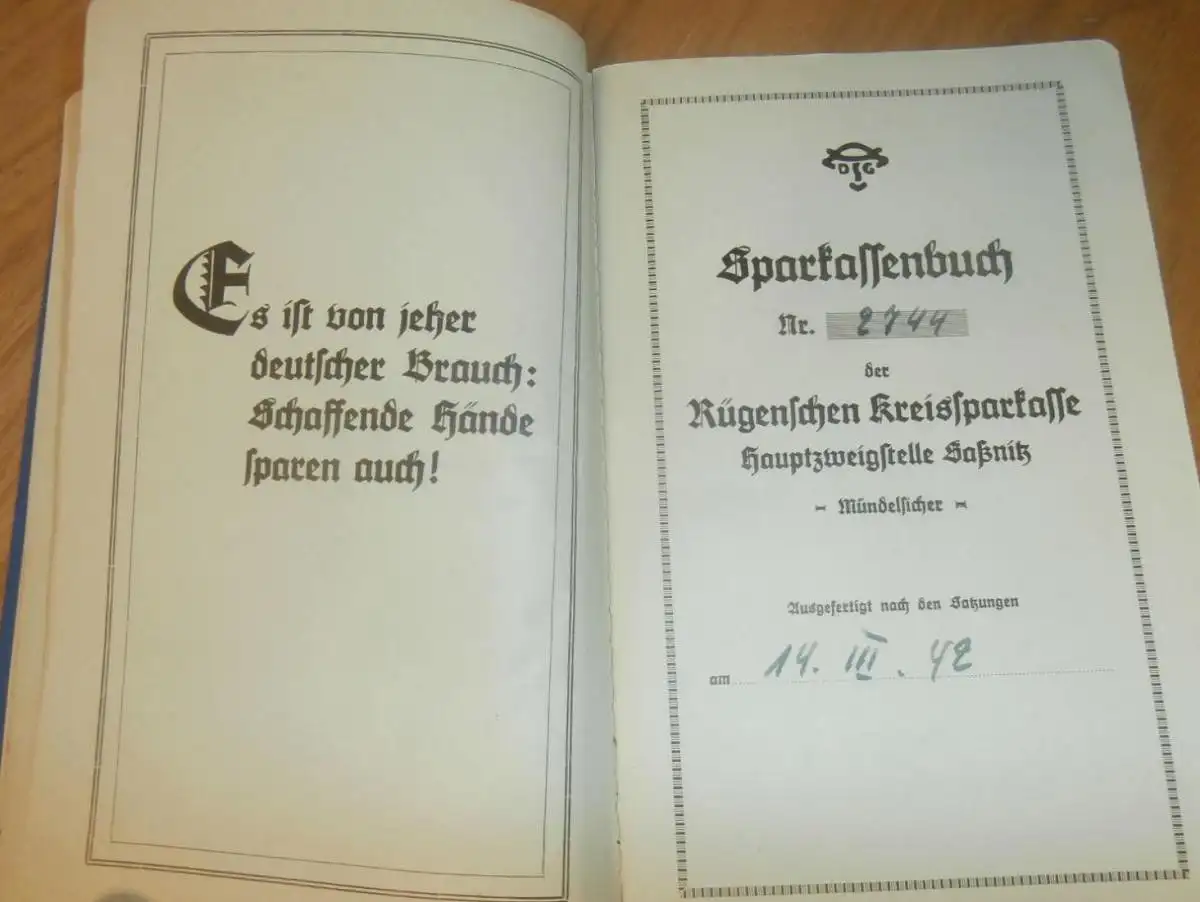 Es ist von jeher
deutscher Brauch:
Schaffende Hände
sparen auch!
DSG
Sparkassenbuch
Nr. 2744
der
Rügenschen Kreissparkasse
Hauptzweigstelle Saßnitz
Mündelsicher
Ausgefertigt nach den Satzungen
am 14. III. 42